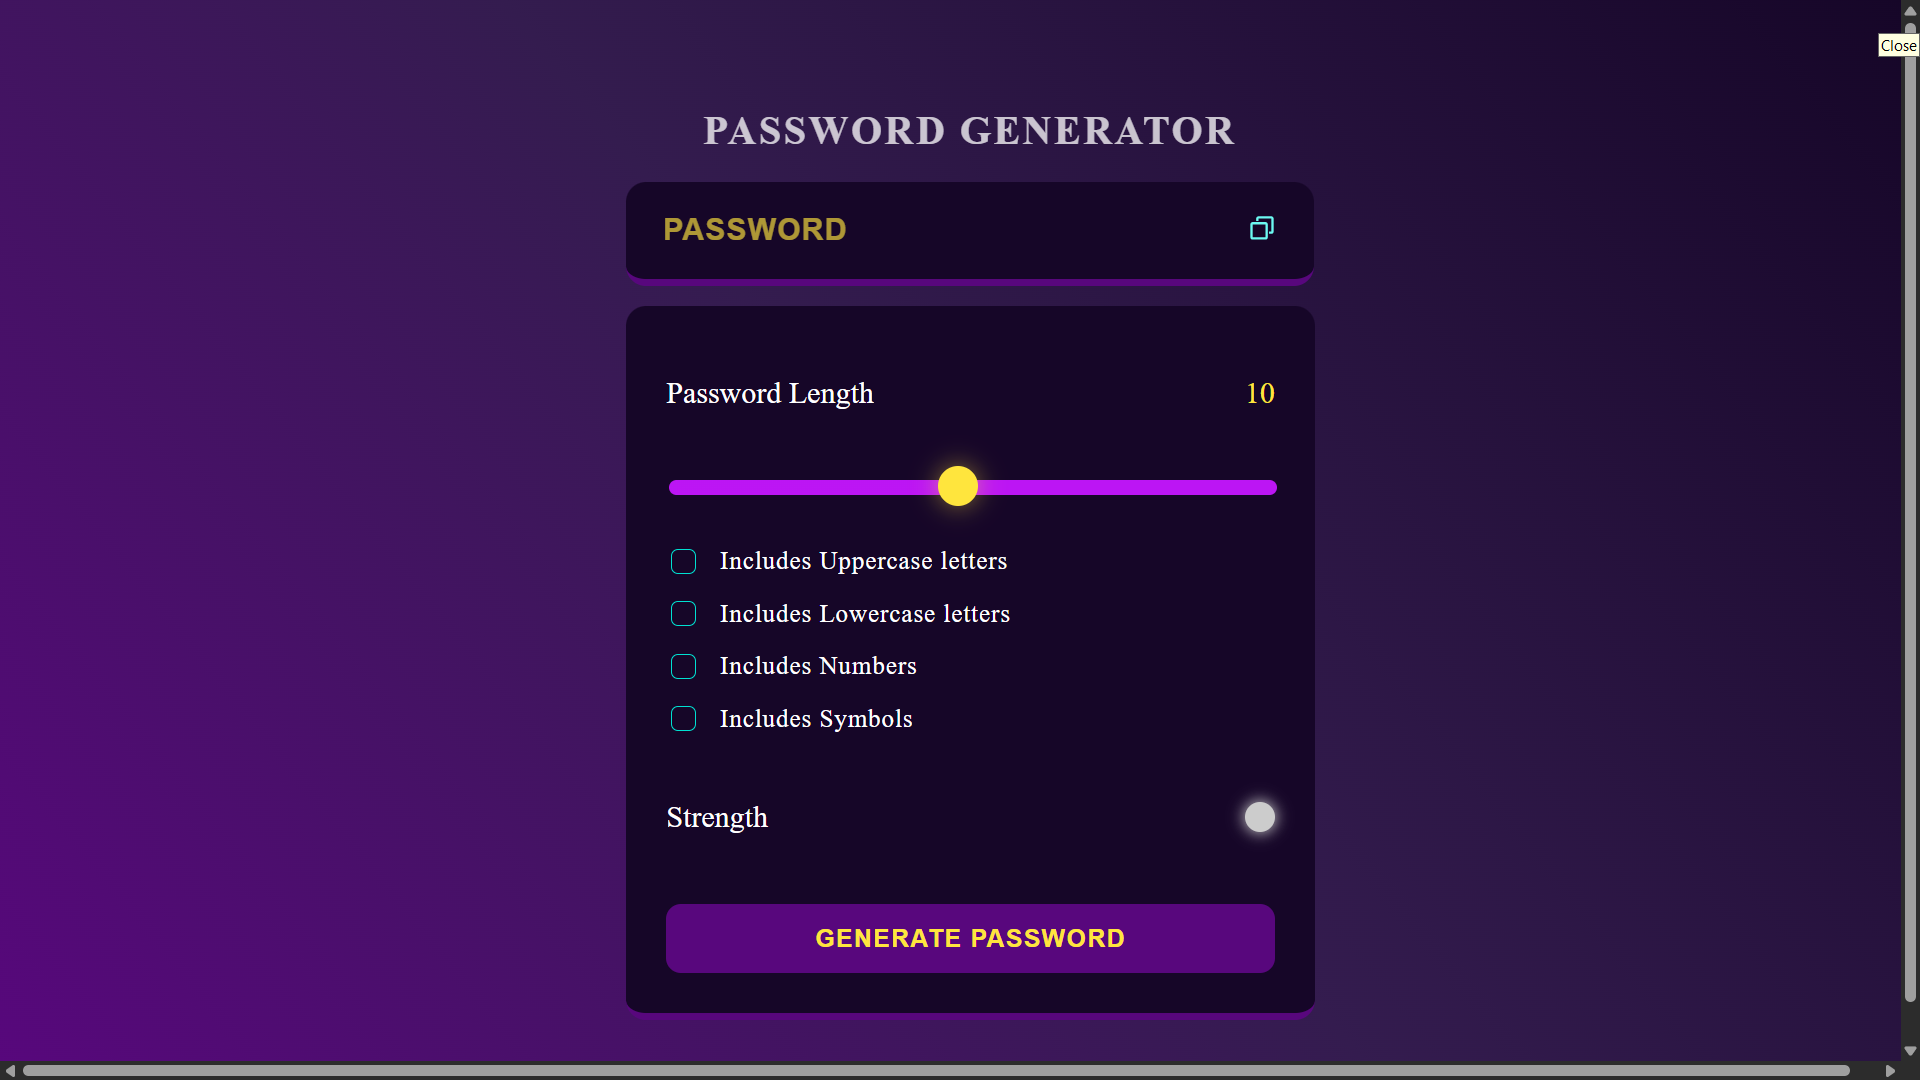 Close
PASSWORD GENERATOR
PASSWORD
Password Length 10
Includes Uppercase letters
Includes Lowercase letters
Includes Numbers
Includes Symbols
Strength
GENERATE PASSWORD